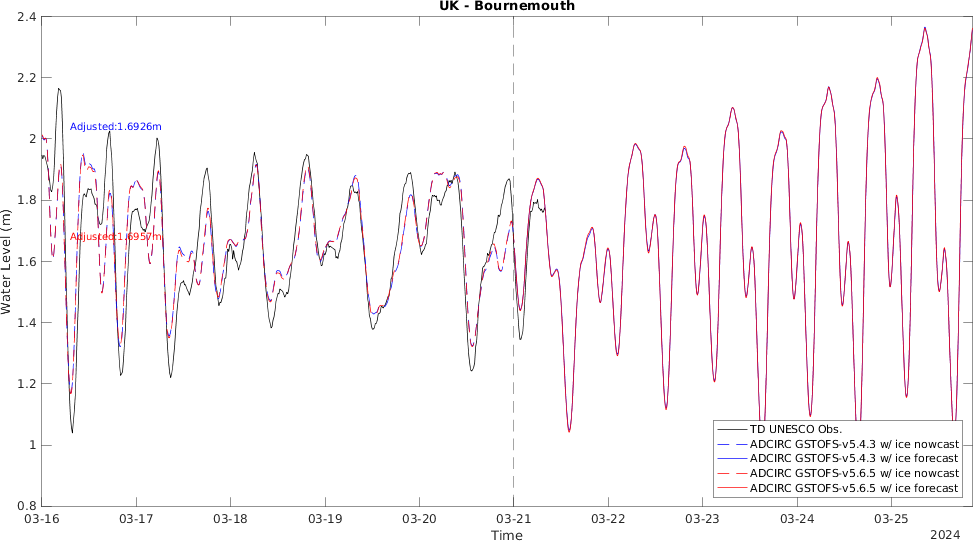 UK - Bournemouth
2.4
2.2
2
1.8
1.6
1.4
1.2
1
0.8
Water Level (m)
Adjusted:1.6926m
Adjusted:1.6957m
TD UNESCO Obs.
ADCIRC GSTOFS-v5.4.3 w/ ice nowcast
ADCIRC GSTOFS-v5.4.3 w/ ice forecast
ADCIRC GSTOFS-v5.6.5 w/ ice nowcast
ADCIRC GSTOFS-v5.6.5 w/ ice forecast
03-16 03-17 03-18 03-19 03-20 03-21 03-22 03-23 03-24 03-25
Time
2024